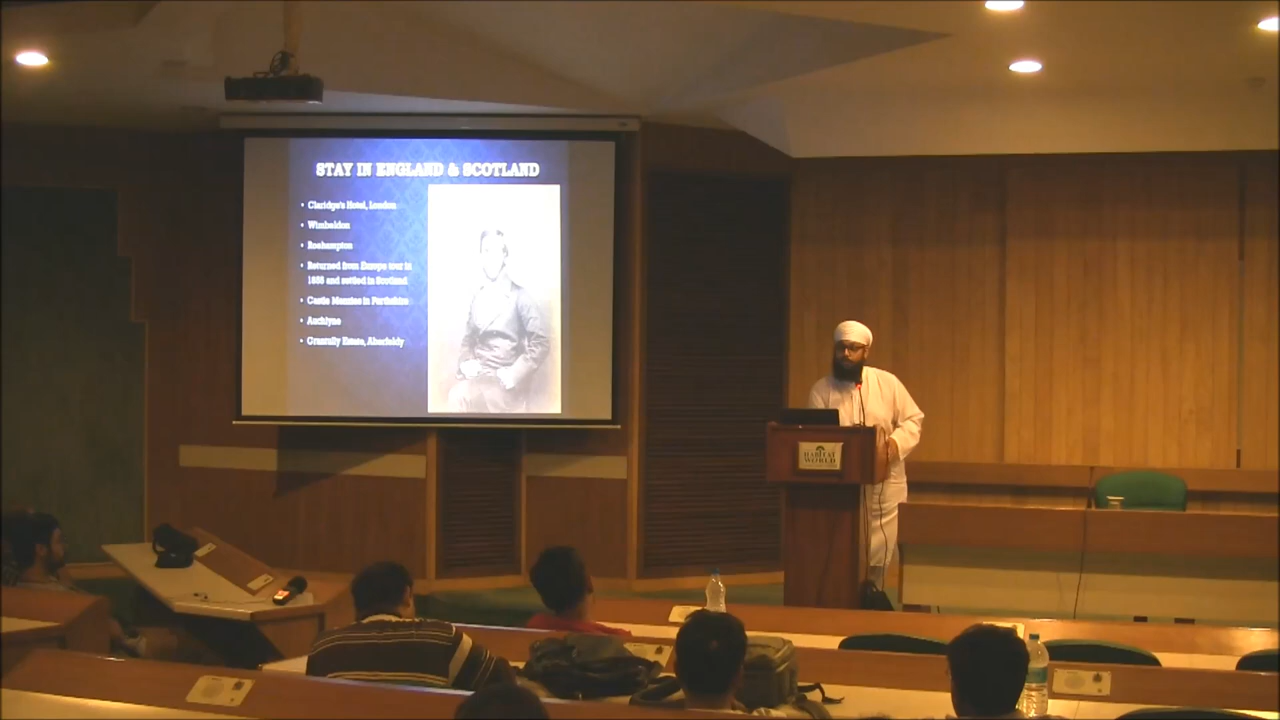 STAY IN ENGLAND & SCOTLAND
• Claridge's Hotel, London
• Wimbeldon
• Roehampton
• Returned from Europe tour in
1855 and settled in Scotland
• Castle Menzies in Perthshire
• Auchlyne
• Grantully Estate, Aberfeldy
HABITAT
WORLD